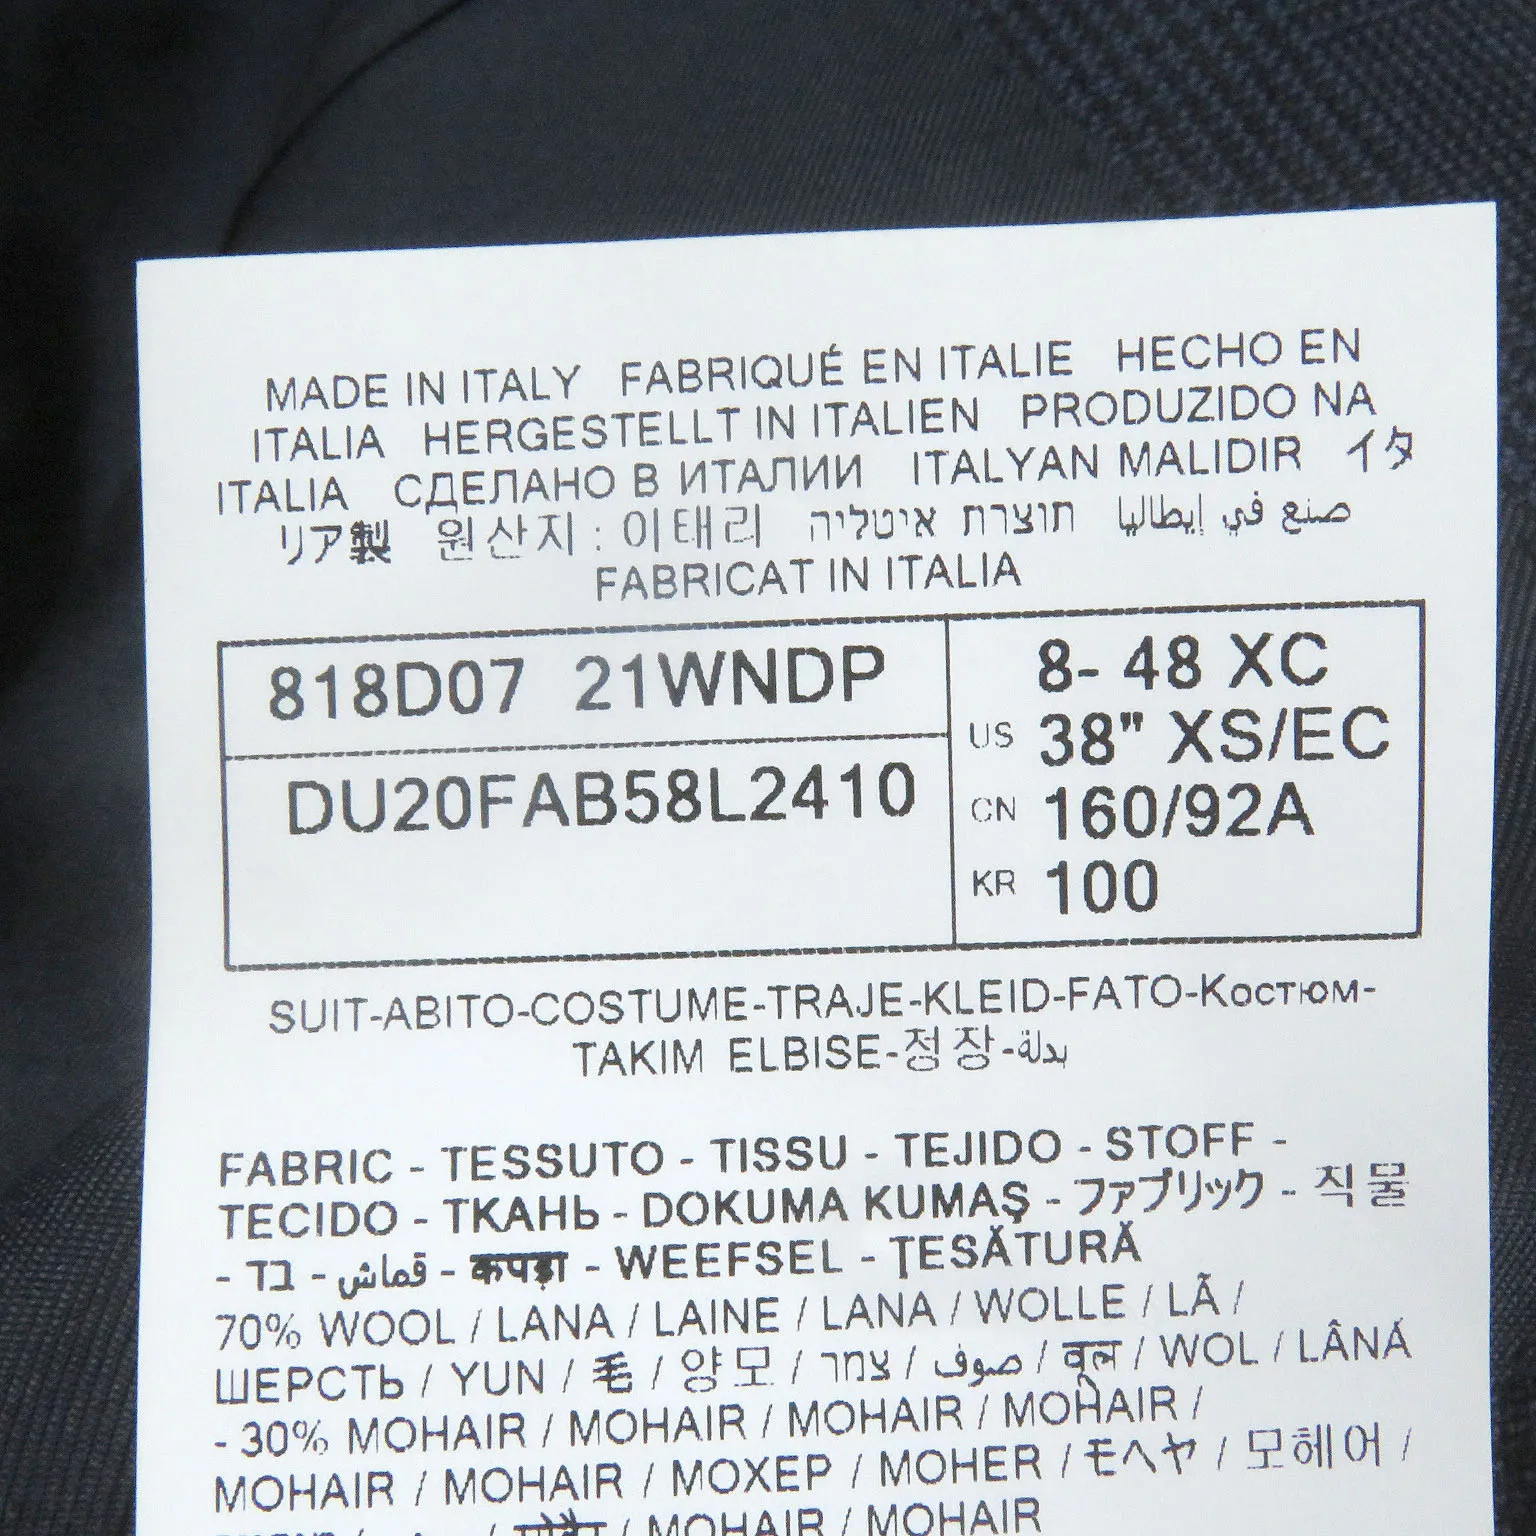 MADE IN ITALY FABRIQUÉ EN ITALIE HECHO EN
ITALIA HERGESTELLT IN ITALIEN PRODUZIDO NA
ITALIA СДЕЛАНО В ИТАЛИИ ITALYAN MALIDIR イタ
リア製 원산지 : 이태리 תוצרת איטליה صنع في إيطاليا
FABRICAT IN ITALIA
818D07 21WNDP
DU20FAB58L2410
8- 48 XC
US 38" XS/EC
CN 160/92A
KR 100
SUIT-ABITO-COSTUME-TRAJE-KLEID-FATO-Костюм-
TAKIM ELBISE-정장-بدلة
FABRIC - TESSUTO - TISSU - TEJIDO - STOFF -
TECIDO - ТКАНЬ - DOKUMA KUMAŞ - ファブリック - 직물
- בד - قماش - कपड़ा - WEEFSEL - ŢESĂTURĂ
70% WOOL / LANA / LAINE / LANA / WOLLE / LÃ /
ШЕРСТЬ / YUN / 毛 / 양모 / צמר / صوف / वूल / WOL / LÂNĂ
- 30% MOHAIR / MOHAIR / MOHAIR / MOHAIR /
MOHAIR / MOHAIR / МОХЕР / MOHER / モヘヤ / 모헤어 /
/ MOHAIR / MOHAIR